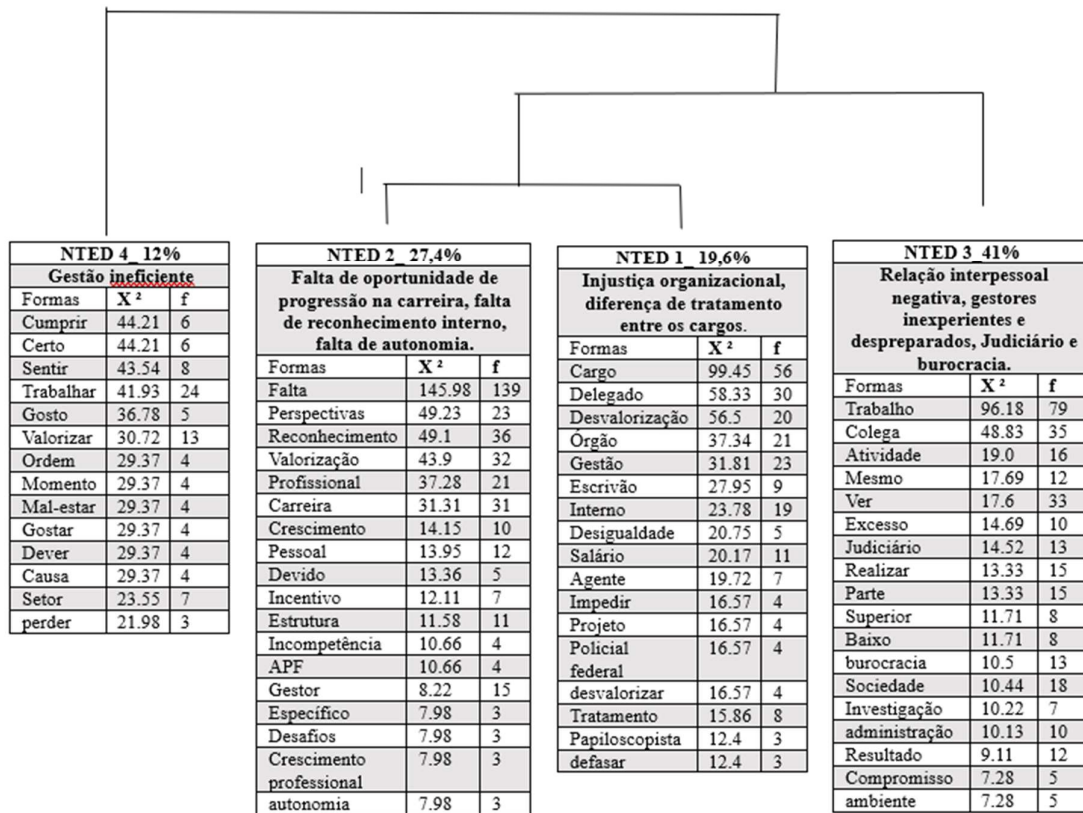 NTED 4_ 12%
Gestão ineficiente
Formas X ² f
Cumprir 44.21 6
Certo 44.21 6
Sentir 43.54 8
Trabalhar 41.93 24
Gosto 36.78 5
Valorizar 30.72 13
Ordem 29.37 4
Momento 29.37 4
Mal-estar 29.37 4
Gostar 29.37 4
Dever 29.37 4
Causa 29.37 4
Setor 23.55 7
perder 21.98 3
NTED 2_ 27,4%
Falta de oportunidade de
progressão na carreira, falta
de reconhecimento interno,
falta de autonomia.
Formas X ² f
Falta 145.98 139
Perspectivas 49.23 23
Reconhecimento 49.1 36
Valorização 43.9 32
Profissional 37.28 21
Carreira 31.31 31
Crescimento 14.15 10
Pessoal 13.95 12
Devido 13.36 5
Incentivo 12.11 7
Estrutura 11.58 11
Incompetência 10.66 4
APF 10.66 4
Gestor 8.22 15
Específico 7.98 3
Desafios 7.98 3
Crescimento 7.98 3
professional
autonomia 7.98 3
NTED 1_ 19,6%
Injustiça organizacional,
diferença de tratamento
entre os cargos.
Formas X ² f
Cargo 99.45 56
Delegado 58.33 30
Desvalorização 56.5 20
Órgão 37.34 21
Gestão 31.81 23
Escrivão 27.95 9
Interno 23.78 19
Desigualdade 20.75 5
Salário 20.17 11
Agente 19.72 7
Impedir 16.57 4
Projeto 16.57 4
Policial 16.57 4
federal
desvalorizar 16.57 4
Tratamento 15.86 8
Papiloscopista 12.4 3
defasar 12.4 3
NTED 3_41%
Relação interpessoal
negativa, gestores
inexperientes e
despreparados, Judiciário e
burocracia.
Formas X ² f
Trabalho 96.18 79
Colega 48.83 35
Atividade 19.0 16
Mesmo 17.69 12
Ver 17.6 33
Excesso 14.69 10
Judiciário 14.52 13
Realizar 13.33 15
Parte 13.33 15
Superior 11.71 8
Baixo 11.71 8
burocracia 10.5 13
Sociedade 10.44 18
Investigação 10.22 7
administração 10.13 10
Resultado 9.11 12
Compromisso 7.28 5
ambiente 7.28 5